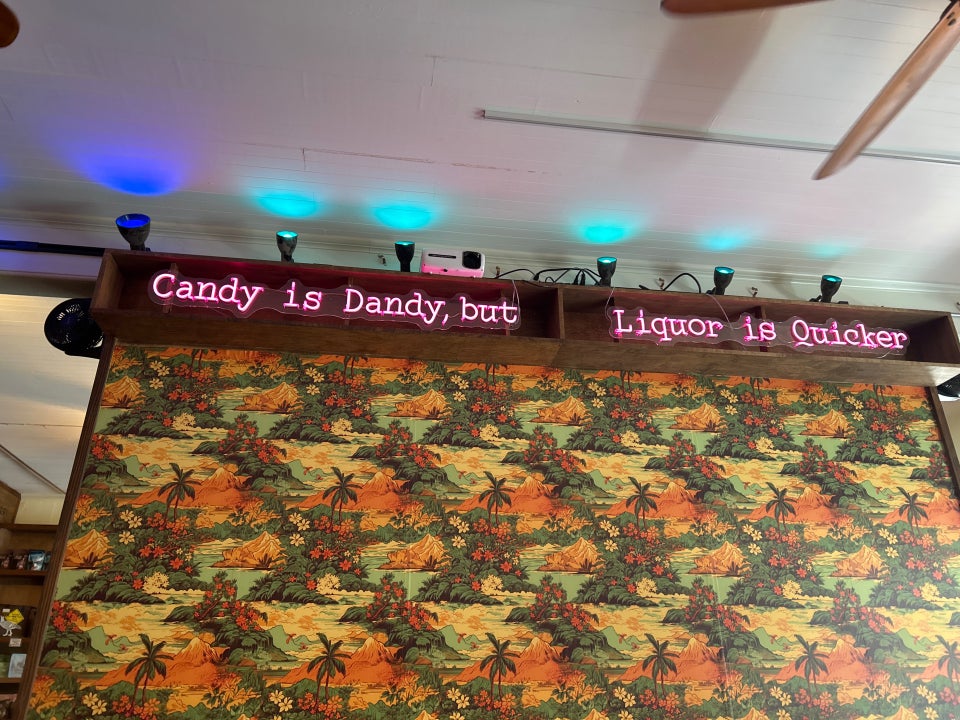 Candy is Dandy, but
Liquor is Quicker